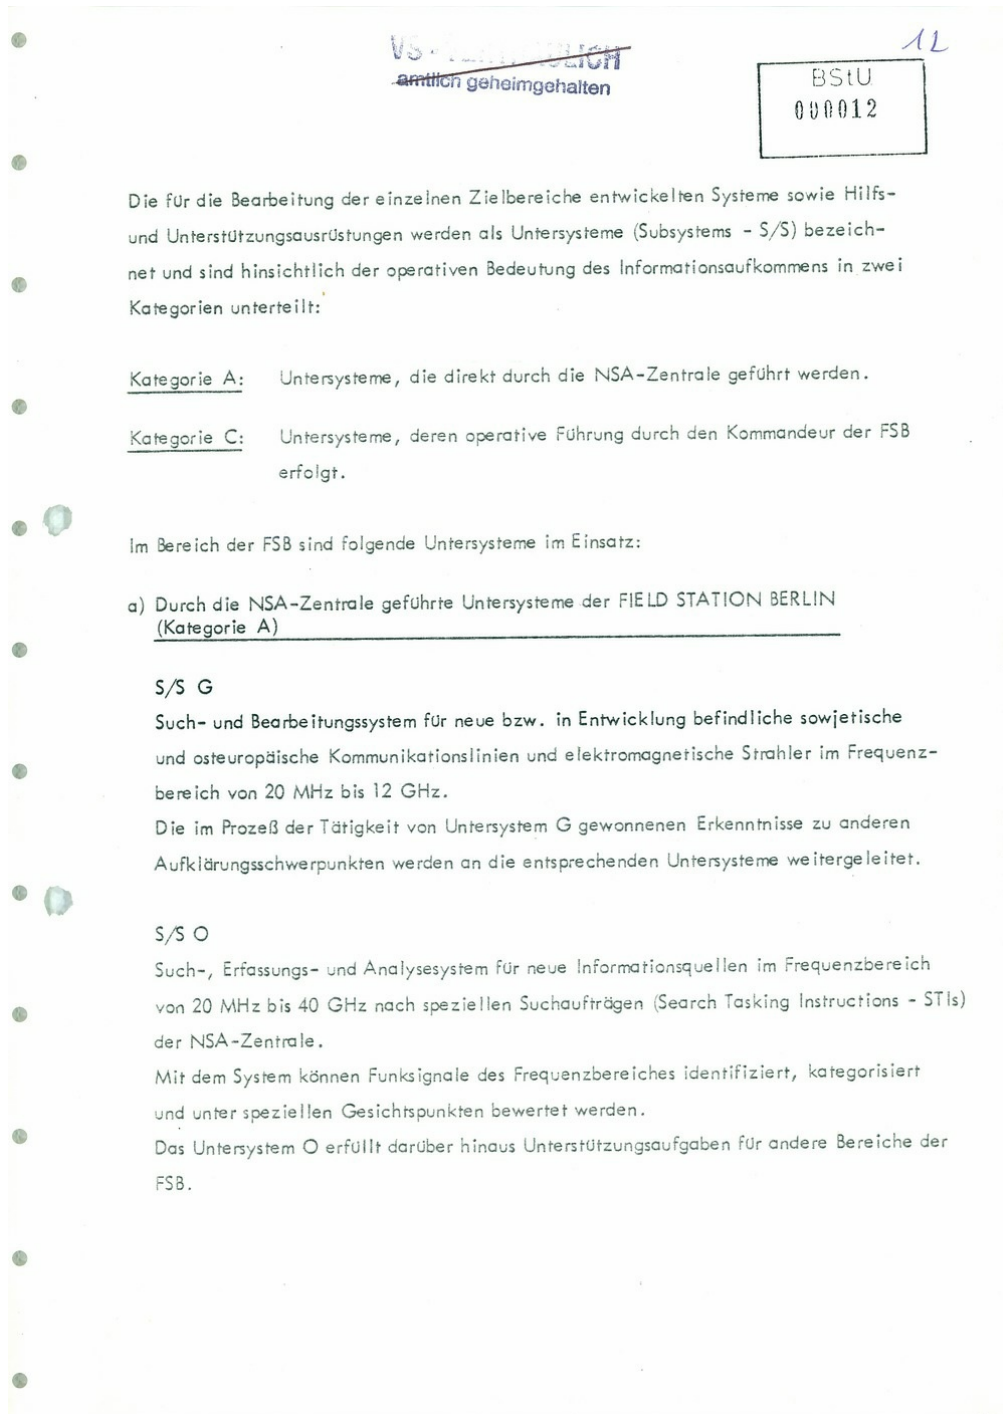 12
VS-VERTRAULICH
amtlich geheimgehalten
BStU
000012
Die für die Bearbeitung der einzelnen Zielbereiche entwickelten Systeme sowie Hilfs-
und Unterstützungsausrüstungen werden als Untersysteme (Subsystems - S/S) bezeich-
net und sind hinsichtlich der operativen Bedeutung des Informationsaufkommens in zwei
Kategorien unterteilt:
Kategorie A: Untersysteme, die direkt durch die NSA-Zentrale geführt werden.
Kategorie C: Untersysteme, deren operative Führung durch den Kommandeur der FSB
erfolgt.
Im Bereich der FSB sind folgende Untersysteme im Einsatz:
a) Durch die NSA-Zentrale geführte Untersysteme der FIELD STATION BERLIN
(Kategorie A)
S/S G
Such- und Bearbeitungssystem für neue bzw. in Entwicklung befindliche sowjetische
und osteuropäische Kommunikationslinien und elektromagnetische Strahler im Frequenz-
bereich von 20 MHz bis 12 GHz.
Die im Prozeß der Tätigkeit von Untersystem G gewonnenen Erkenntnisse zu anderen
Aufklärungsschwerpunkten werden an die entsprechenden Untersysteme weitergeleitet.
S/S O
Such-, Erfassungs- und Analysesystem für neue Informationsquellen im Frequenzbereich
von 20 MHz bis 40 GHz nach speziellen Suchaufträgen (Search Tasking Instructions - STIs)
der NSA-Zentrale.
Mit dem System können Funksignale des Frequenzbereiches identifiziert, kategorisiert
und unter speziellen Gesichtspunkten bewertet werden.
Das Untersystem O erfüllt darüber hinaus Unterstützungsaufgaben für andere Bereiche der
FSB.